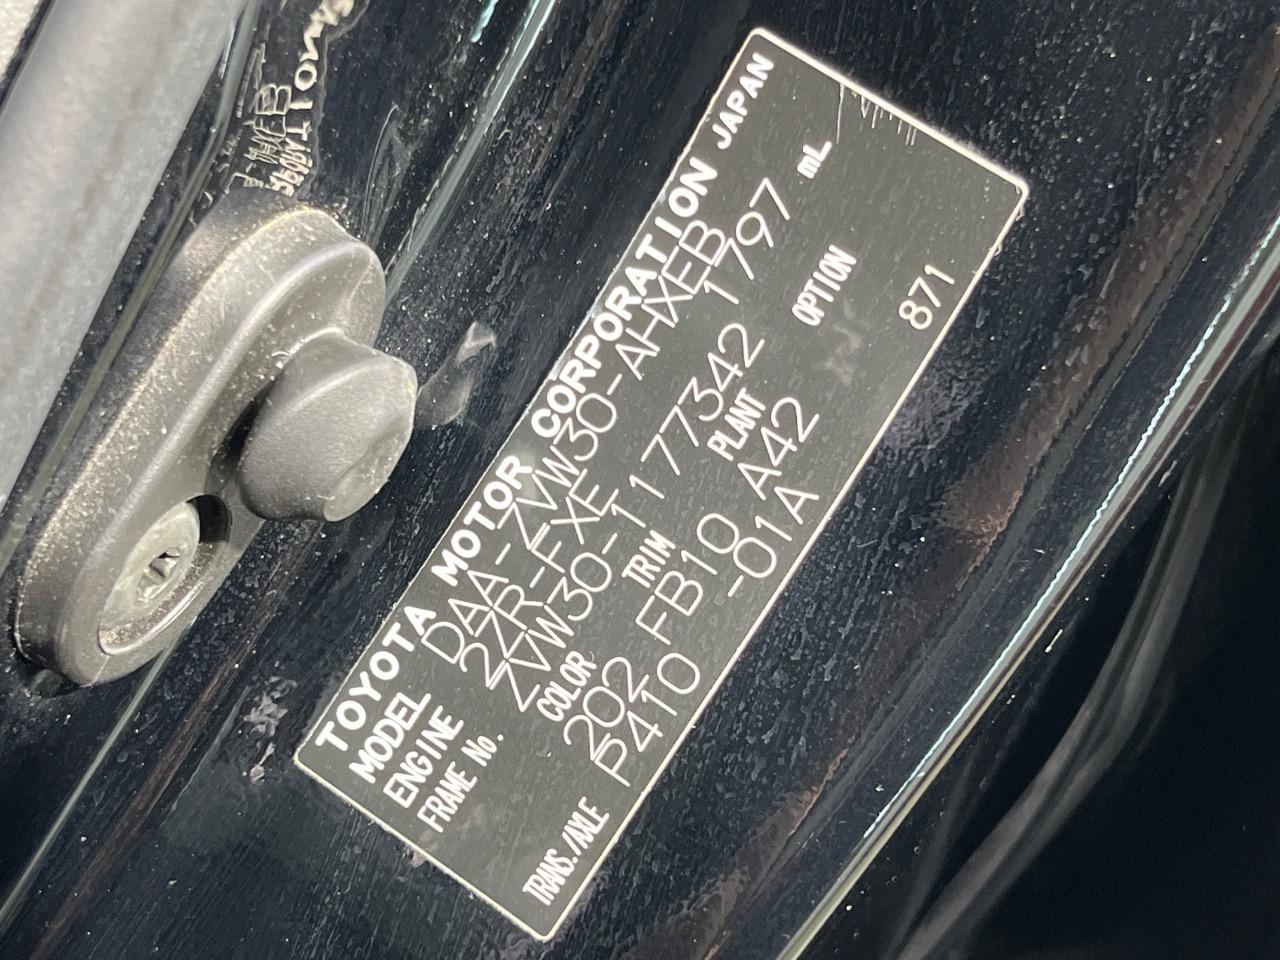 TOYOTA MOTOR CORPORATION JAPAN
MODEL DAA-ZVW30-AHXEB
ENGINE 2ZR-FXE 1797 mL
FRAME No. ZVW30-1177342
COLOR TRIM PLANT OPTION
202 FB10 A42
TRANS./AXLE P410 -01A 871